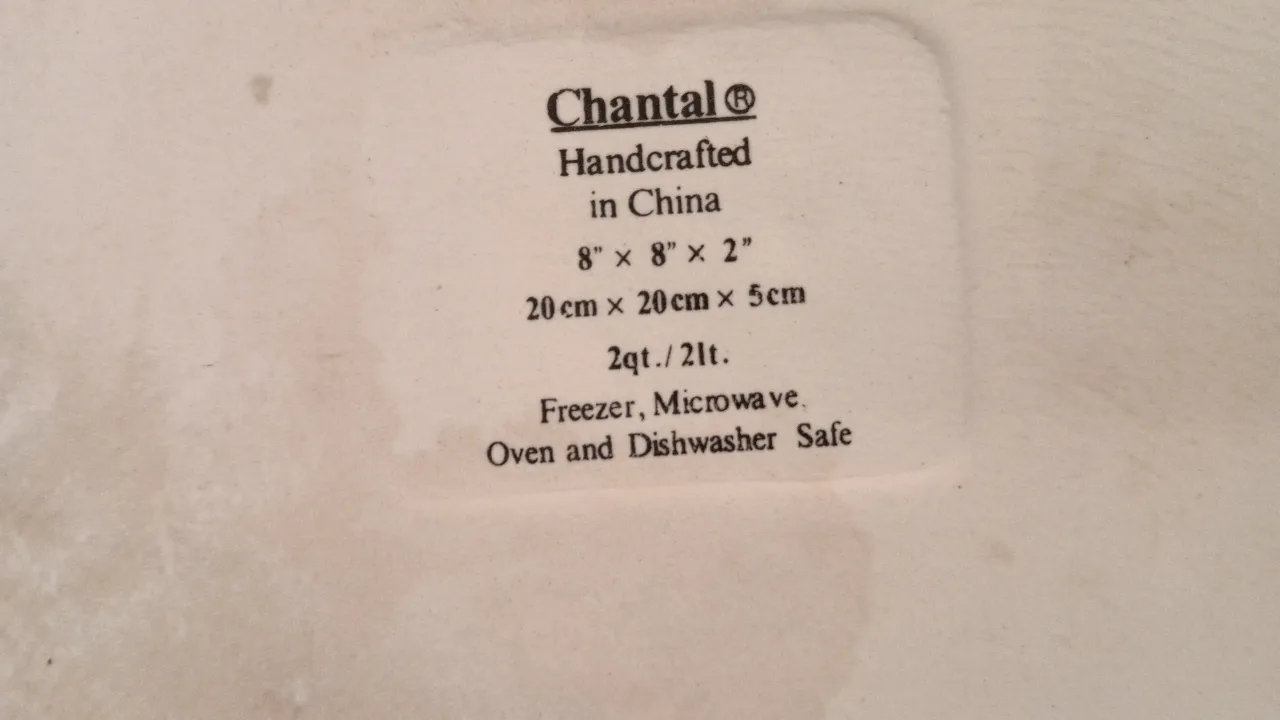 Chantal®
Handcrafted
in China
8” × 8” × 2”
20cm × 20cm × 5cm
2qt./2lt.
Freezer, Microwave.
Oven and Dishwasher Safe